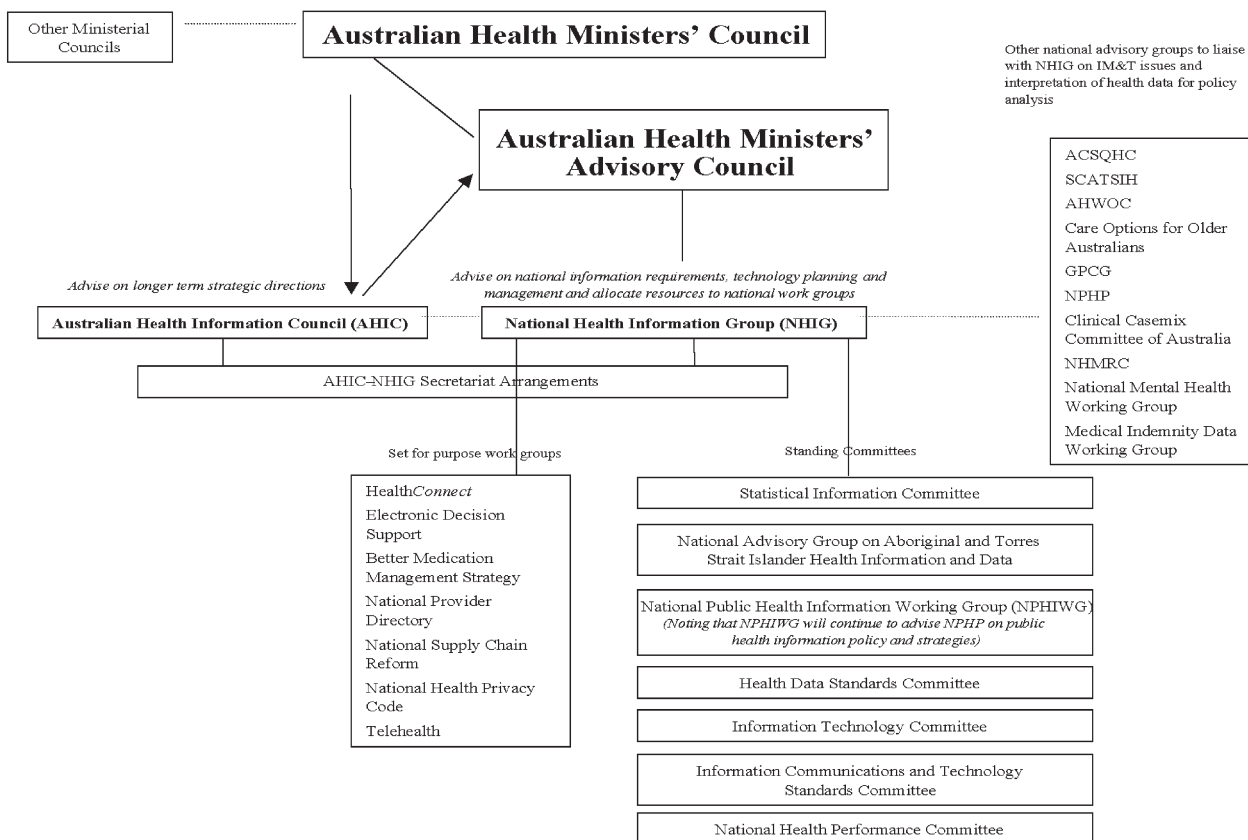 Other Ministerial
Councils
Australian Health Ministers' Council
Other national advisory groups to liaise
with NHIG on IM&T issues and
interpretation of health data for policy
analysis
Australian Health Ministers'
Advisory Council
ACSQHC
SCATSIH
AHWOC
Care Options for Older
Australians
GPCG
NPHP
Clinical Casemix
Committee of Australia
NHMRC
National Mental Health
Working Group
Medical Indemnity Data
Working Group
Advise on longer term strategic directions
Advise on national information requirements, technology planning and
management and allocate resources to national work groups
Australian Health Information Council (AHIC)
National Health Information Group (NHIG)
AHIC–NHIG Secretariat Arrangements
Set for purpose work groups
HealthConnect
Electronic Decision
Support
Better Medication
Management Strategy
National Provider
Directory
National Supply Chain
Reform
National Health Privacy
Code
Telehealth
Standing Committees
Statistical Information Committee
National Advisory Group on Aboriginal and Torres
Strait Islander Health Information and Data
National Public Health Information Working Group (NPHIWG)
(Noting that NPHIWG will continue to advise NPHP on public
health information policy and strategies)
Health Data Standards Committee
Information Technology Committee
Information Communications and Technology
Standards Committee
National Health Performance Committee